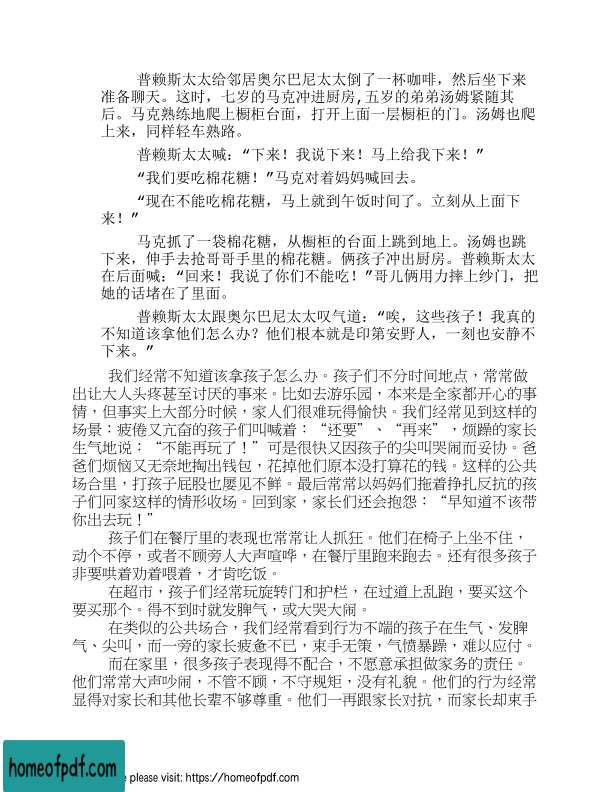 普赖斯太太给邻居奥尔巴尼太太倒了一杯咖啡，然后坐下来
准备聊天。这时，七岁的马克冲进厨房,五岁的弟弟汤姆紧随其
后。马克熟练地爬上橱柜台面，打开上面一层橱柜的门。汤姆也爬
上来，同样轻车熟路。
普赖斯太太喊：“下来！我说下来！马上给我下来！”
“我们要吃棉花糖！”马克对着妈妈喊回去。
“现在不能吃棉花糖，马上就到午饭时间了。立刻从上面下
来！”
马克抓了一袋棉花糖，从橱柜的台面上跳到地上。汤姆也跳
下来，伸手去抢哥哥手里的棉花糖。俩孩子冲出厨房。普赖斯太太
在后面喊：“回来！我说了你们不能吃！”哥儿俩用力摔上纱门，把
她的话堵在了里面。
普赖斯太太跟奥尔巴尼太太叹气道：“唉，这些孩子！我真的
不知道该拿他们怎么办？他们根本就是印第安野人，一刻也安静不
下来。”
我们经常不知道该拿孩子怎么办。孩子们不分时间地点，常常做
出让大人头疼甚至讨厌的事来。比如去游乐园，本来是全家都开心的事
情，但事实上大部分时候，家人们很难玩得愉快。我们经常见到这样的
场景：疲倦又亢奋的孩子们叫喊着：“还要”、“再来”，烦躁的家长
生气地说：“不能再玩了！”可是很快又因孩子的尖叫哭闹而妥协。爸
爸们烦恼又无奈地掏出钱包，花掉他们原本没打算花的钱。这样的公共
场合里，打孩子屁股也屡见不鲜。最后常常以妈妈们拖着挣扎反抗的孩
子们回家这样的情形收场。回到家，家长们还会抱怨：“早知道不该带
你出去玩！”
孩子们在餐厅里的表现也常常让人抓狂。他们在椅子上坐不住，
动个不停，或者不顾旁人大声喧哗，在餐厅里跑来跑去。还有很多孩子
非要哄着劝着喂着，才肯吃饭。
在超市，孩子们经常玩旋转门和护栏，在过道上乱跑，要买这个
要买那个。得不到时就发脾气，或大哭大闹。
在类似的公共场合，我们经常看到行为不端的孩子在生气、发脾
气、尖叫，而一旁的家长疲惫不已，束手无策，气愤暴躁，难以应付。
而在家里，很多孩子表现得不配合，不愿意承担做家务的责任。
他们常常大声吵闹，不管不顾，不守规矩，没有礼貌。他们的行为经常
显得对家长和其他长辈不够尊重。他们一再跟家长对抗，而家长却束手
homeofpdf.com
e please visit: https://homeofpdf.com